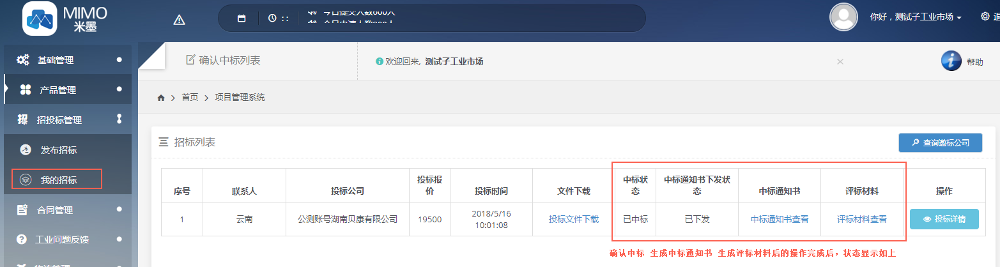 MIMO
米墨
今日提交人数600人
你好，测试子工业市场
基础管理
产品管理
招投标管理
发布招标
我的招标
合同管理
工业问题反馈
确认中标列表
欢迎回来, 测试子工业市场
×
帮助
首页 > 项目管理系统
招标列表
查询邀标公司
序号 联系人 投标公司 投标报价 投标时间 文件下载 中标状态 中标通知书下发状态 中标通知书 评标材料 操作
1 云南 公测账号湖南贝康有限公司 19500 2018/5/16 10:01:08 投标文件下载 已中标 已下发 中标通知书查看 评标材料查看 投标详情
确认中标 生成中标通知书 生成评标材料后的操作完成后，状态显示如上